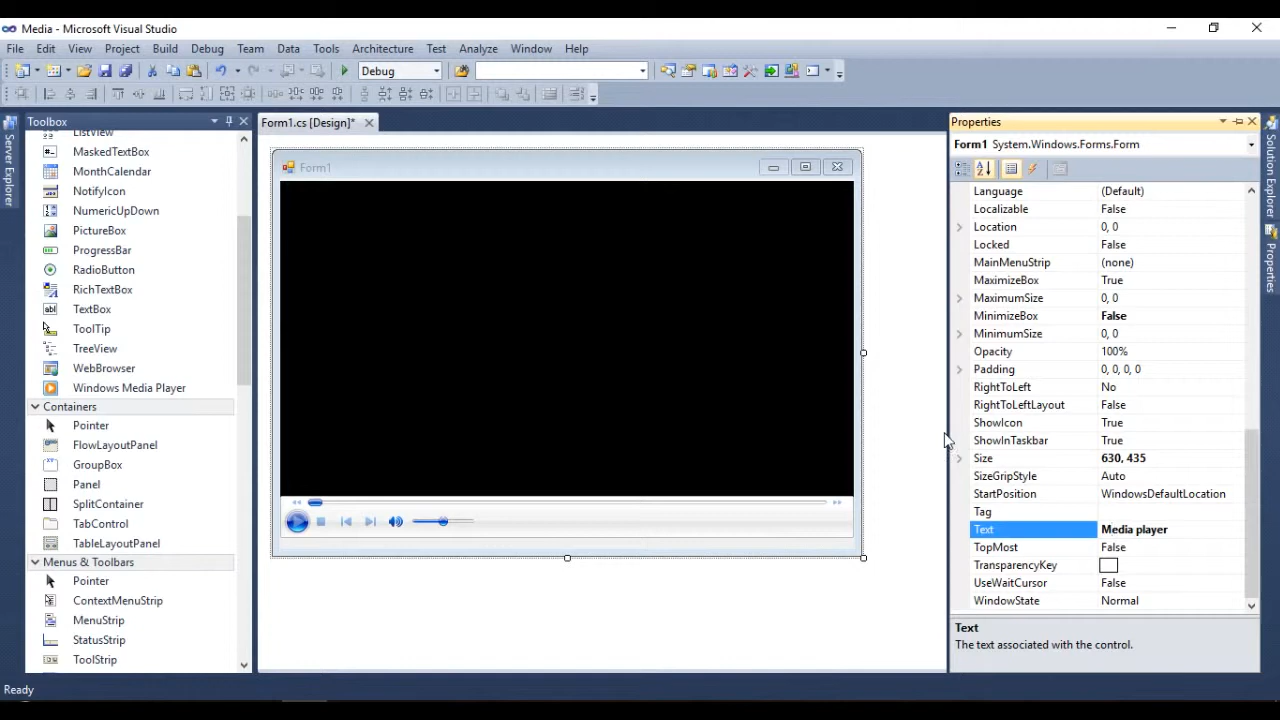 Media - Microsoft Visual Studio
File Edit View Project Build Debug Team Data Tools Architecture Test Analyze Window Help
Debug
Server Explorer
Toolbox
ListView
MaskedTextBox
MonthCalendar
NotifyIcon
NumericUpDown
PictureBox
ProgressBar
RadioButton
RichTextBox
TextBox
ToolTip
TreeView
WebBrowser
Windows Media Player
Containers
Pointer
FlowLayoutPanel
GroupBox
Panel
SplitContainer
TabControl
TableLayoutPanel
Menus & Toolbars
Pointer
ContextMenuStrip
MenuStrip
StatusStrip
ToolStrip
Form1.cs [Design]*
Form1
Properties
Form1 System.Windows.Forms.Form
Language (Default)
Localizable False
Location 0, 0
Locked False
MainMenuStrip (none)
MaximizeBox True
MaximumSize 0, 0
MinimizeBox False
MinimumSize 0, 0
Opacity 100%
Padding 0, 0, 0, 0
RightToLeft No
RightToLeftLayout False
ShowIcon True
ShowInTaskbar True
Size 630, 435
SizeGripStyle Auto
StartPosition WindowsDefaultLocation
Tag
Text Media player
TopMost False
TransparencyKey
UseWaitCursor False
WindowState Normal
Text
The text associated with the control.
Solution Explorer
Properties
Ready